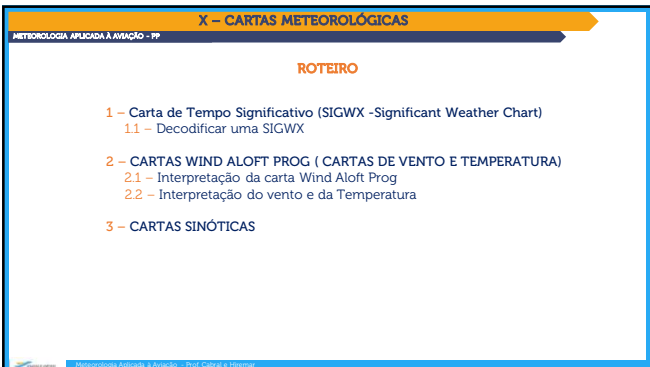 X – CARTAS METEOROLÓGICAS
METEOROLOGIA APLICADA À AVIAÇÃO - PP
ROTEIRO
1 – Carta de Tempo Significativo (SIGWX -Significant Weather Chart)
1.1 – Decodificar uma SIGWX
2 – CARTAS WIND ALOFT PROG ( CARTAS DE VENTO E TEMPERATURA)
2.1 – Interpretação da carta Wind Aloft Prog
2.2 – Interpretação do vento e da Temperatura
3 – CARTAS SINÓTICAS
Meteorologia Aplicada à Aviação - Prof. Cabral e Hiremar